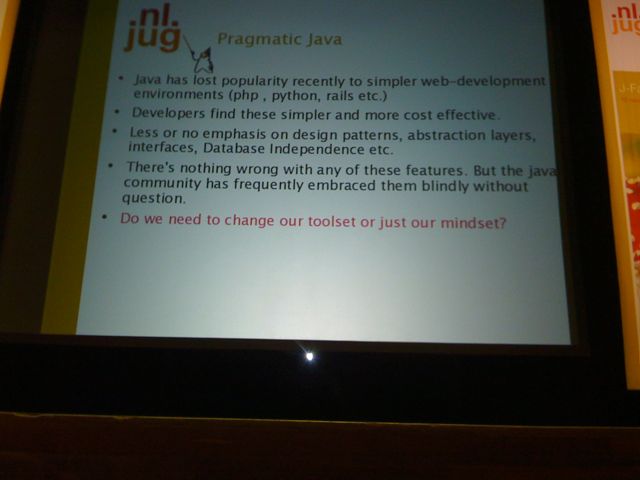 .nl.
jug
Pragmatic Java
• Java has lost popularity recently to simpler web-development
environments (php , python, rails etc.)
• Developers find these simpler and more cost effective.
• Less or no emphasis on design patterns, abstraction layers,
interfaces, Database Independence etc.
• There's nothing wrong with any of these features. But the java
community has frequently embraced them blindly without
question.
• Do we need to change our toolset or just our mindset?
.nl
jug
J-Fa